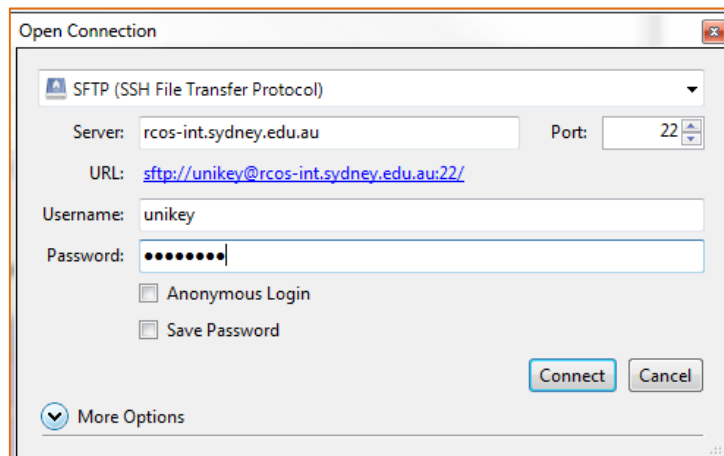 Open Connection
SFTP (SSH File Transfer Protocol)
Server: rcos-int.sydney.edu.au Port: 22
URL: sftp://unikey@rcos-int.sydney.edu.au:22/
Username: unikey
Password: ••••••••
Anonymous Login
Save Password
Connect Cancel
More Options